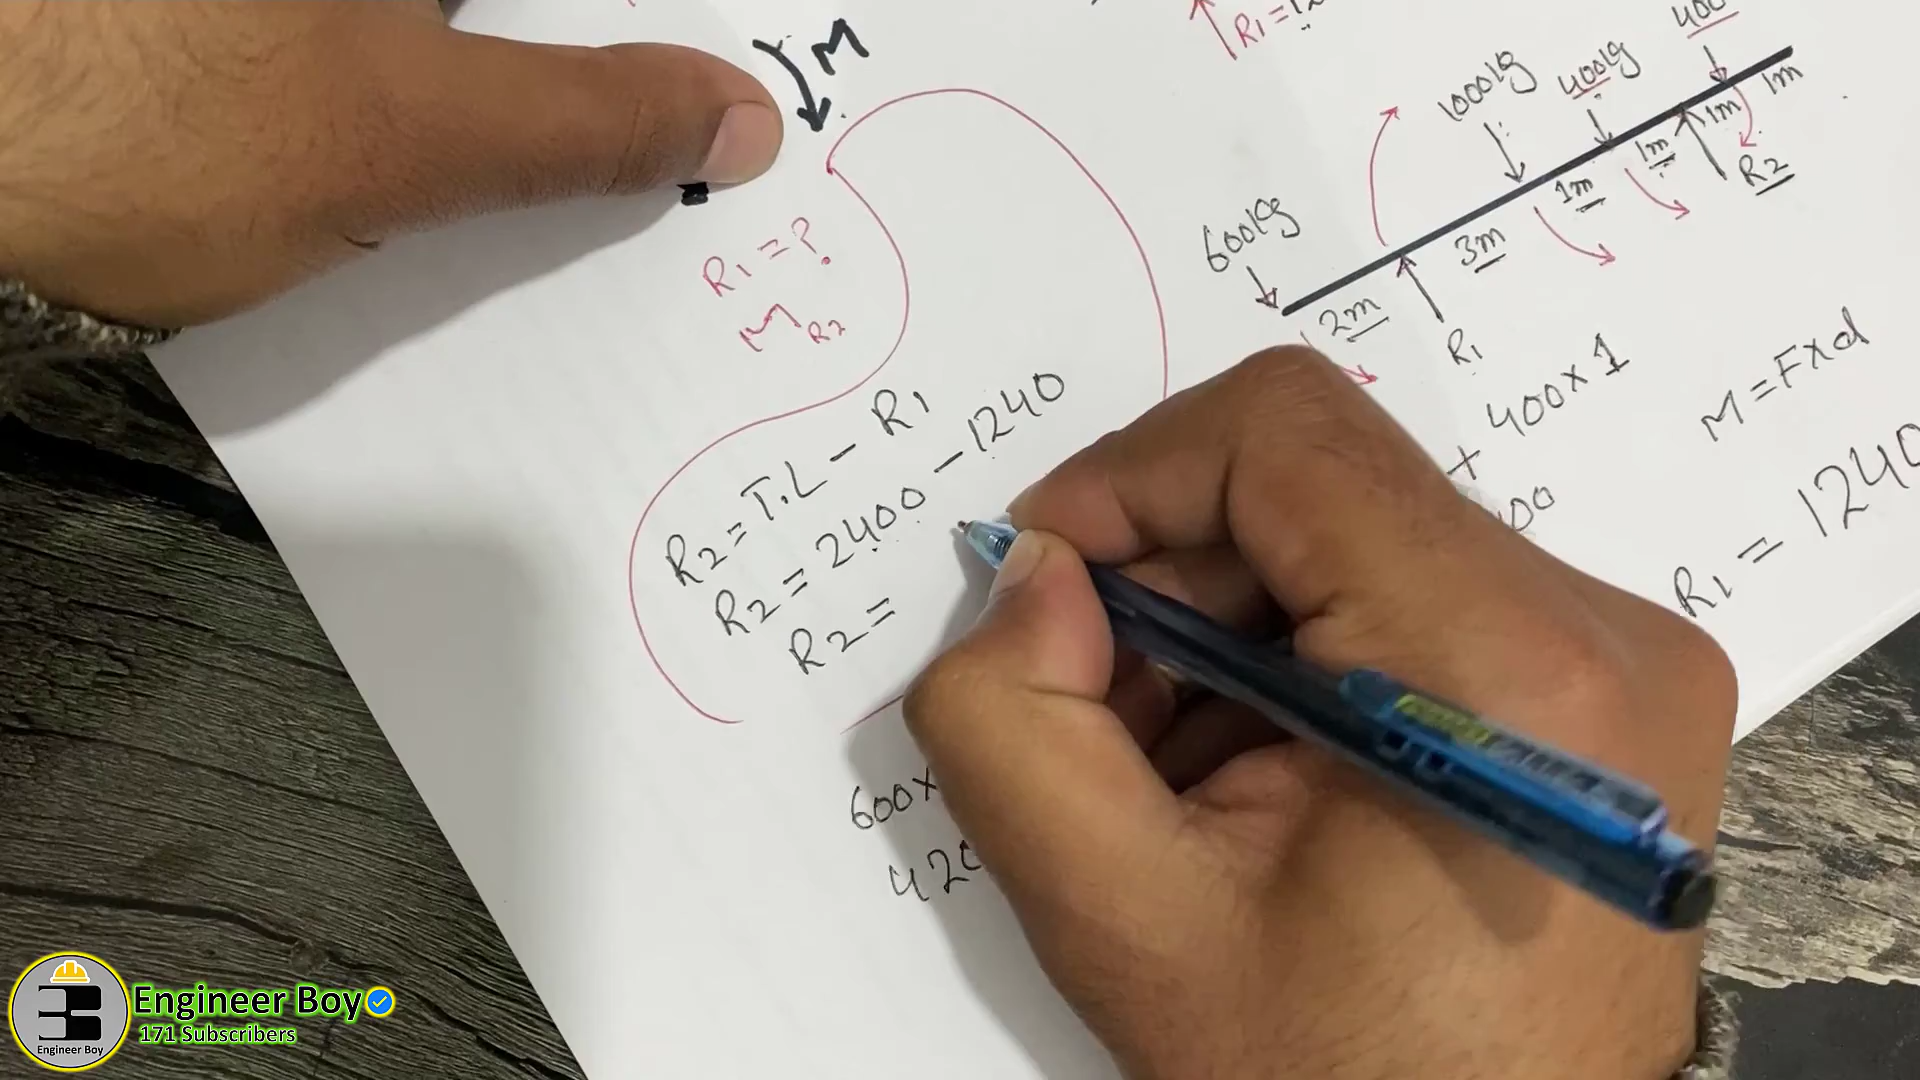 M
R1 = ?
M R2
R2 = T.L - R1
R2 = 2400 - 1240
R2 =
600x
420
R1 =
1000kg
400kg
400
600kg
2m
3m
1m
1m
1m
1m
R1
R2
+ 400 x 1
M = F x d
R1 = 1240
Engineer Boy
171 Subscribers
Engineer Boy